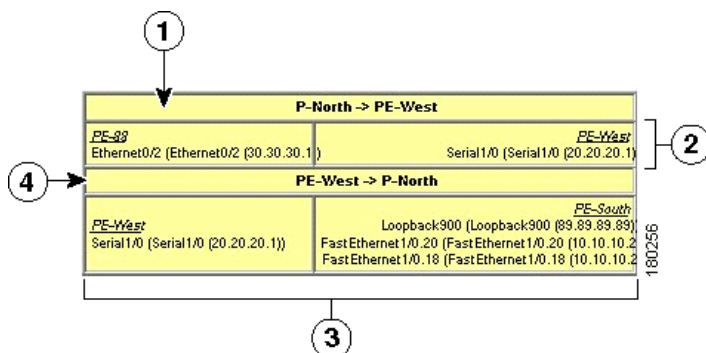 1
P-North -> PE-West
PE-88
Ethernet0/2 (Ethernet0/2 (30.30.30.1)
PE-West
Serial1/0 (Serial1/0 (20.20.20.1)
2
4
PE-West -> P-North
PE-West
Serial1/0 (Serial1/0 (20.20.20.1))
PE-South
Loopback900 (Loopback900 (89.89.89.89))
FastEthernet1/0.20 (FastEthernet1/0.20 (10.10.10.2
FastEthernet1/0.18 (FastEthernet1/0.18 (10.10.10.2
180256
3